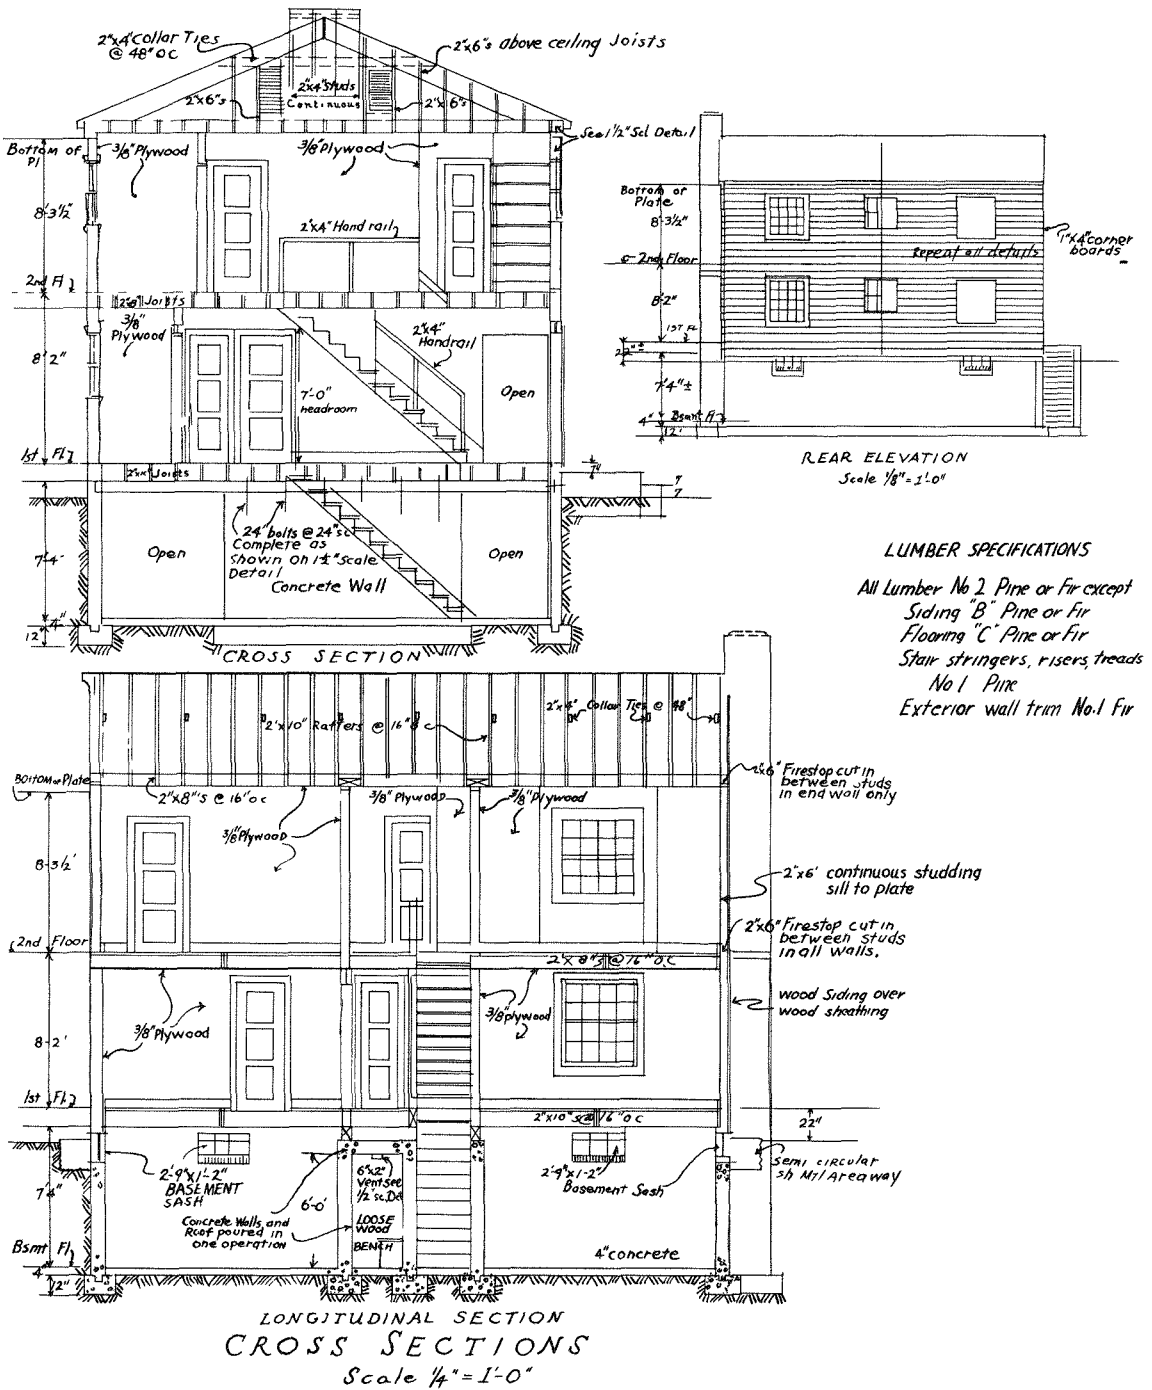 2"x4" Collar Ties
@ 48" OC
2"x6"s above ceiling Joists
2"x4" Studs
Continuous
2"x6"s
2"x6"s
See 1 1/2" Scl Detail
Bottom of
Pl
3/8" Plywood
3/8" Plywood
8'-3 1/2"
2"x4" Hand rail
2nd Fl
2"x8" Joists
3/8"
Plywood
2"x4"
Handrail
8'2"
7'-0"
headroom
Open
1st Fl
Joists
7"
24" bolts @ 24"
Complete as
Shown On 1 1/2" Scale
Detail
Open
Open
7'-4"
Concrete Wall
4"
12"
CROSS SECTION
Bottom of
Plate
8'-3 1/2"
2nd Floor
Repeat all details
1"x4" corner
boards
8'-2"
1ST FL
22" ±
7'4" ±
4"
Bsmt Fl
12"
REAR ELEVATION
Scale 1/8" = 1'-0"
LUMBER SPECIFICATIONS
All Lumber No 2 Pine or Fir except
Siding "B" Pine or Fir
Flooring "C" Pine or Fir
Stair stringers, risers, treads
No 1 Pine
Exterior wall trim No.1 Fir
2"x10" Rafters @ 16" oc
2"x4" Collar Ties @ 48"
Bottom of Plate
2"x8"'s @ 16" oc
3/8" Plywood
3/8" Plywood
3/8" Plywood
2"x6" Firestop cut in
between studs
in end wall only
8'-3 1/2'
2"x6' continuous studding
sill to plate
2nd Floor
2"x6" Firestop cut in
between studs
in all walls.
2"x8"s @ 16" O.C
3/8" Plywood
3/8" plywood
wood Siding over
wood sheathing
8'-2'
1st Fl
2"x10"s @ 16" OC
22"
2'-9"x1'-2"
BASEMENT
SASH
6'-0'
6"x2"
Vent see
1/2" sc. Det
2'-9"x1'-2"
Basement Sash
Semi circular
sh Mtl Areaway
7'4"
Concrete Walls and
Roof poured in
one operation
LOOSE
Wood
BENCH
Bsmt Fl
4"concrete
4"
12"
LONGITUDINAL SECTION
CROSS SECTIONS
Scale 1/4" = 1'-0"